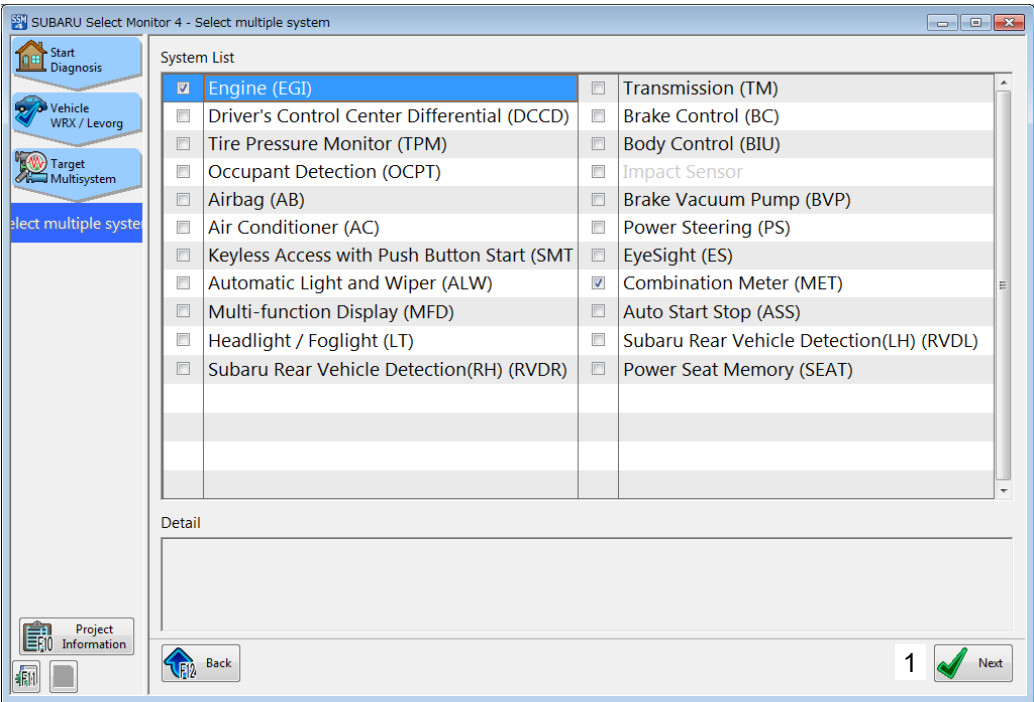 SSM 4
SUBARU Select Monitor 4 - Select multiple system
Start
Diagnosis
Vehicle
WRX / Levorg
Target
Multisystem
elect multiple syste
System List
Engine (EGI)
Transmission (TM)
Driver's Control Center Differential (DCCD)
Brake Control (BC)
Tire Pressure Monitor (TPM)
Body Control (BIU)
Occupant Detection (OCPT)
Impact Sensor
Airbag (AB)
Brake Vacuum Pump (BVP)
Air Conditioner (AC)
Power Steering (PS)
Keyless Access with Push Button Start (SMT
EyeSight (ES)
Automatic Light and Wiper (ALW)
Combination Meter (MET)
Multi-function Display (MFD)
Auto Start Stop (ASS)
Headlight / Foglight (LT)
Subaru Rear Vehicle Detection(LH) (RVDL)
Subaru Rear Vehicle Detection(RH) (RVDR)
Power Seat Memory (SEAT)
Detail
F10
Project
Information
F11
F12
Back
1
Next